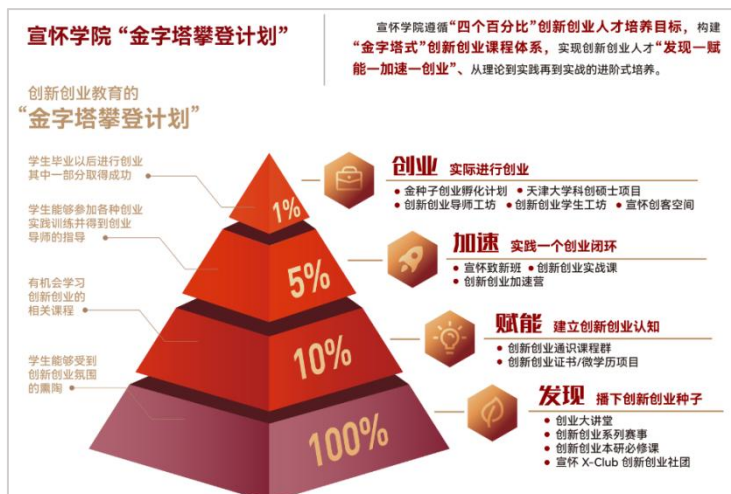 宣怀学院 “金字塔攀登计划”
宣怀学院遵循“四个百分比”创新创业人才培养目标，构建
“金字塔式”创新创业课程体系，实现创新创业人才“发现一赋
能一加速一创业”、从理论到实践再到实战的进阶式培养。
创新创业教育的
“金字塔攀登计划”
学生毕业以后进行创业
其中一部分取得成功
1%
创业 实际进行创业
• 金种子创业孵化计划 • 天津大学科创硕士项目
• 创新创业导师工坊 • 创新创业学生工坊 • 宣怀创客空间
学生能够参加各种创业
实践训练并得到创业
导师的指导
5%
加速 实践一个创业闭环
• 宣怀致新班 • 创新创业实战课
• 创新创业加速营
有机会学习
创新创业的
相关课程
10%
赋能 建立创新创业认知
• 创新创业通识课程群
• 创新创业证书/微学历项目
学生能够受到
创新创业氛围
的熏陶
100%
发现 播下创新创业种子
• 创业大讲堂
• 创新创业系列赛事
• 创新创业本研必修课
• 宣怀 X-Club 创新创业社团